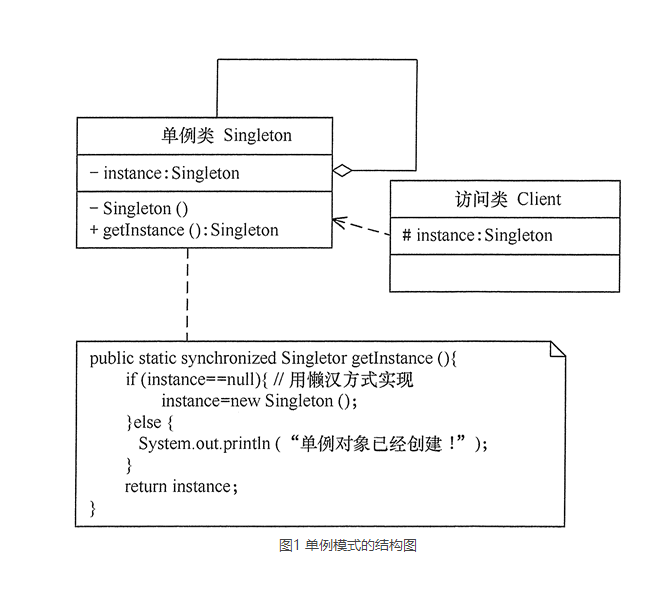 单例类 Singleton
- instance:Singleton
- Singleton ()
+ getInstance ():Singleton
访问类 Client
# instance:Singleton
public static synchronized Singletor getInstance (){
if (instance==null){ // 用懒汉方式实现
instance=new Singleton ();
}else {
System.out.println (“单例对象已经创建!”);
}
return instance;
}
图1 单例模式的结构图